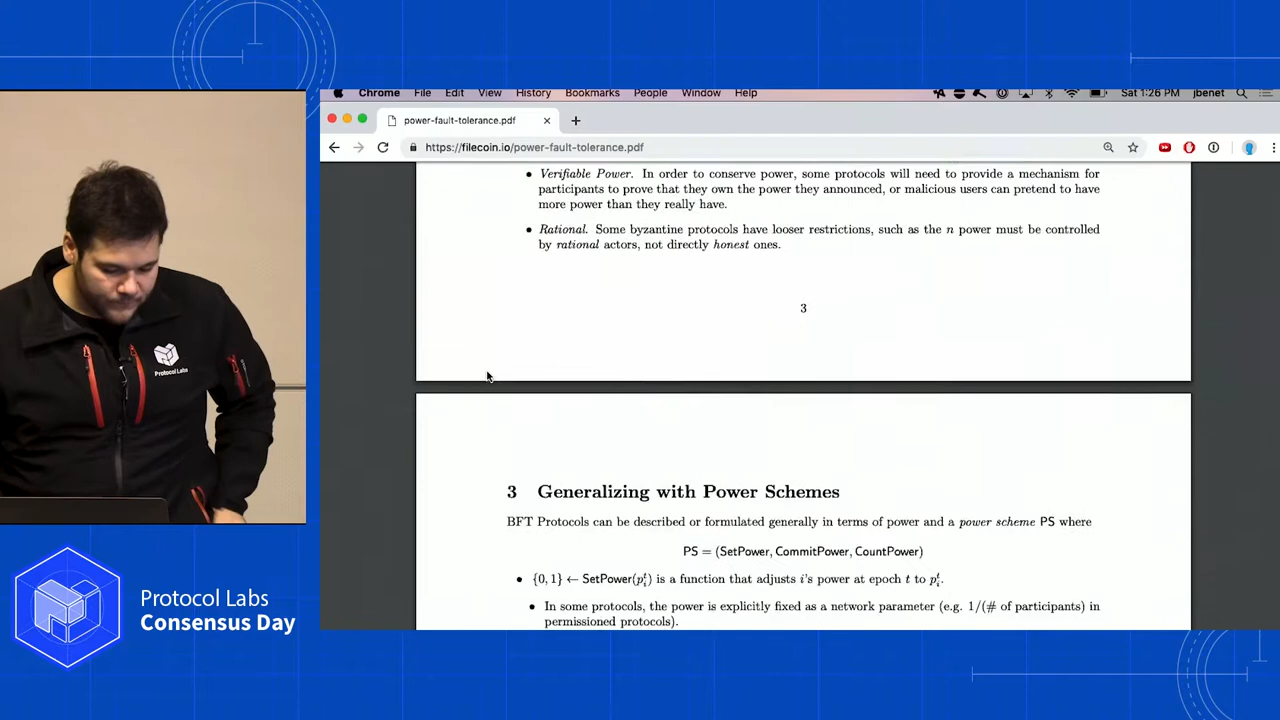 Chrome File Edit View History Bookmarks People Window Help Sat 1:26 PM jbenet
power-fault-tolerance.pdf
https://filecoin.io/power-fault-tolerance.pdf
• Verifiable Power. In order to conserve power, some protocols will need to provide a mechanism for
participants to prove that they own the power they announced, or malicious users can pretend to have
more power than they really have.
• Rational. Some byzantine protocols have looser restrictions, such as the n power must be controlled
by rational actors, not directly honest ones.
3
3 Generalizing with Power Schemes
BFT Protocols can be described or formulated generally in terms of power and a power scheme PS where
PS = (SetPower, CommitPower, CountPower)
• {0, 1} ← SetPower(pᵢᵗ) is a function that adjusts i's power at epoch t to pᵢᵗ.
• In some protocols, the power is explicitly fixed as a network parameter (e.g. 1/(# of participants) in
permissioned protocols).
Protocol Labs
Protocol Labs
Consensus Day